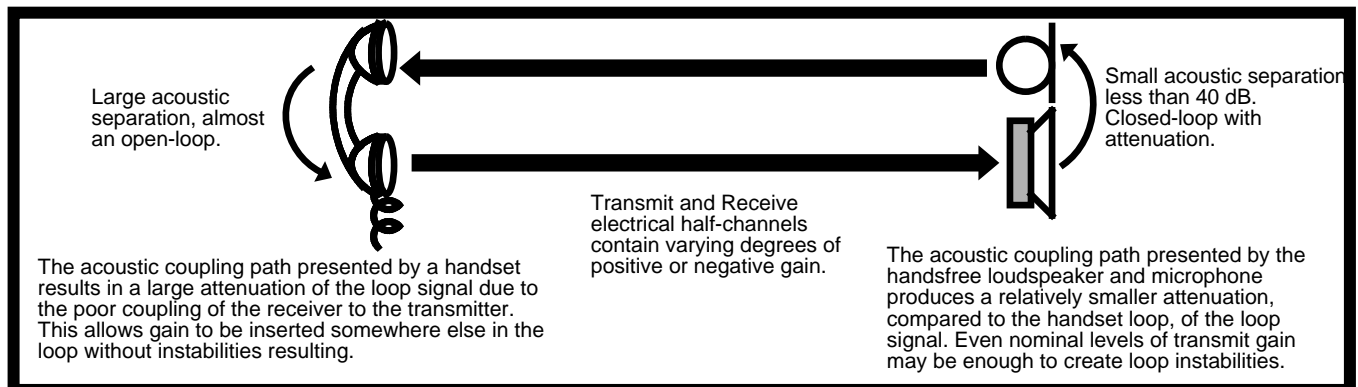 Large acoustic
separation, almost
an open-loop.
Small acoustic separation
less than 40 dB.
Closed-loop with
attenuation.
Transmit and Receive
electrical half-channels
contain varying degrees of
positive or negative gain.
The acoustic coupling path presented by a handset
results in a large attenuation of the loop signal due to
the poor coupling of the receiver to the transmitter.
This allows gain to be inserted somewhere else in the
loop without instabilities resulting.
The acoustic coupling path presented by the
handsfree loudspeaker and microphone
produces a relatively smaller attenuation,
compared to the handset loop, of the loop
signal. Even nominal levels of transmit gain
may be enough to create loop instabilities.